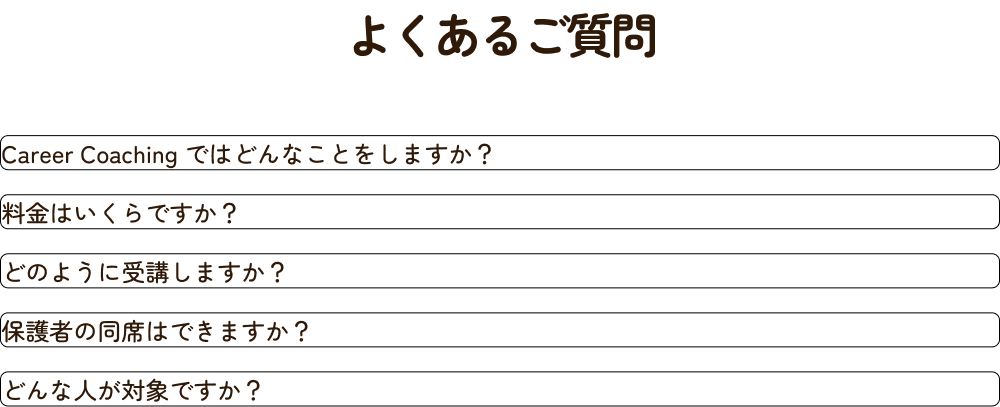 よくあるご質問
Career Coaching ではどんなことをしますか？
料金はいくらですか？
どのように受講しますか？
保護者の同席はできますか？
どんな人が対象ですか？